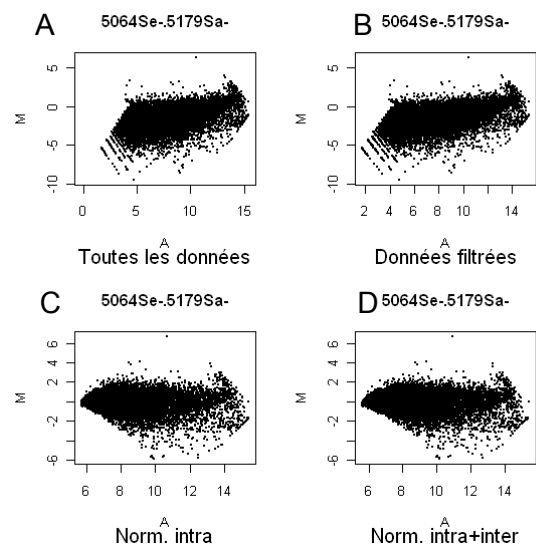 A
5064Se-.5179Sa-
5
0
-5
-10
M
0 5 10 15
A
Toutes les données
B
5064Se-.5179Sa-
5
0
-5
-10
M
2 4 6 8 10 14
A
Données filtrées
C
5064Se-.5179Sa-
6
4
2
0
-2
-6
M
6 8 10 12 14
A
Norm. intra
D
5064Se-.5179Sa-
6
4
2
0
-2
-6
M
6 8 10 12 14
A
Norm. intra+inter